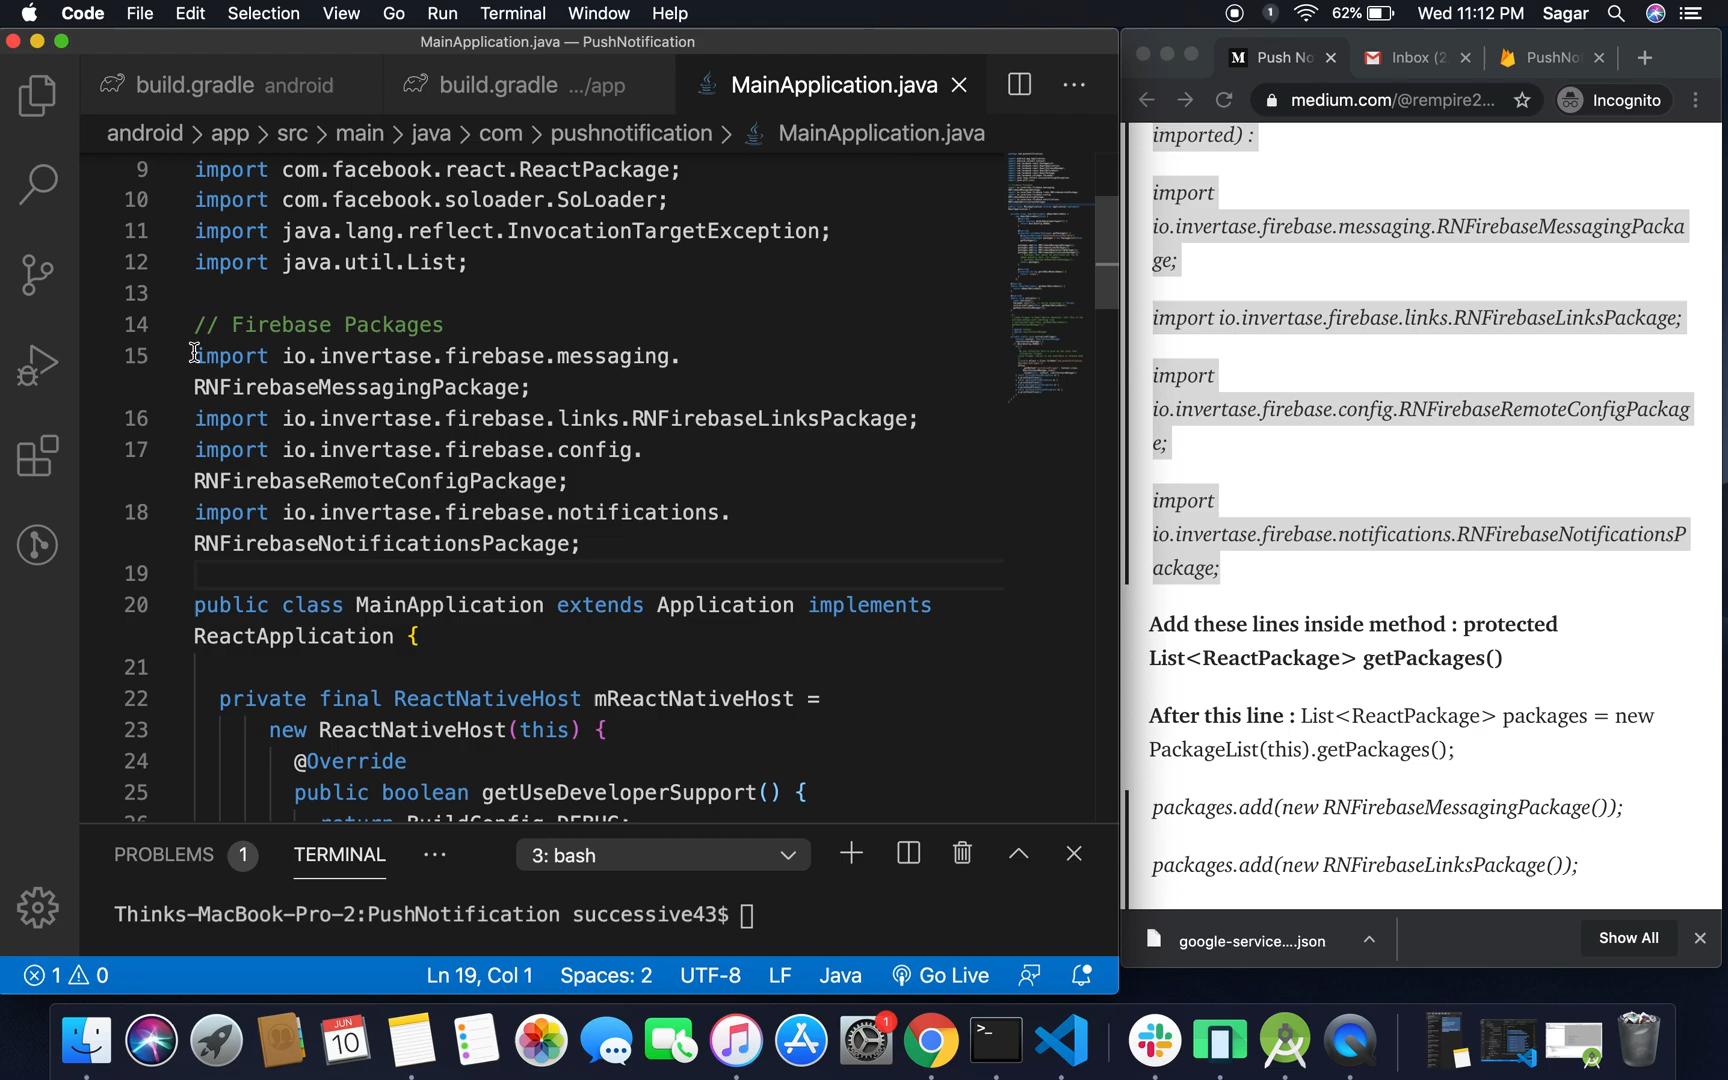 Code File Edit Selection View Go Run Terminal Window Help
1 62% Wed 11:12 PM Sagar
MainApplication.java — PushNotification
build.gradle android build.gradle .../app MainApplication.java
android > app > src > main > java > com > pushnotification > MainApplication.java
9 import com.facebook.react.ReactPackage;
10 import com.facebook.soloader.SoLoader;
11 import java.lang.reflect.InvocationTargetException;
12 import java.util.List;
13
14 // Firebase Packages
15 import io.invertase.firebase.messaging.
RNFirebaseMessagingPackage;
16 import io.invertase.firebase.links.RNFirebaseLinksPackage;
17 import io.invertase.firebase.config.
RNFirebaseRemoteConfigPackage;
18 import io.invertase.firebase.notifications.
RNFirebaseNotificationsPackage;
19
20 public class MainApplication extends Application implements
ReactApplication {
21
22 private final ReactNativeHost mReactNativeHost =
23 new ReactNativeHost(this) {
24 @Override
25 public boolean getUseDeveloperSupport() {
26 return BuildConfig.DEBUG;
PROBLEMS 1 TERMINAL ... 3: bash
Thinks-MacBook-Pro-2:PushNotification successive43$
1 0 Ln 19, Col 1 Spaces: 2 UTF-8 LF Java Go Live
M Push No Inbox (2 PushNot
medium.com/@rempire2... Incognito
imported) :
import
io.invertase.firebase.messaging.RNFirebaseMessagingPacka
ge;
import io.invertase.firebase.links.RNFirebaseLinksPackage;
import
io.invertase.firebase.config.RNFirebaseRemoteConfigPackag
e;
import
io.invertase.firebase.notifications.RNFirebaseNotificationsP
ackage;
Add these lines inside method : protected
List<ReactPackage> getPackages()
After this line : List<ReactPackage> packages = new
PackageList(this).getPackages();
packages.add(new RNFirebaseMessagingPackage());
packages.add(new RNFirebaseLinksPackage());
google-service....json Show All
JUN
10
1